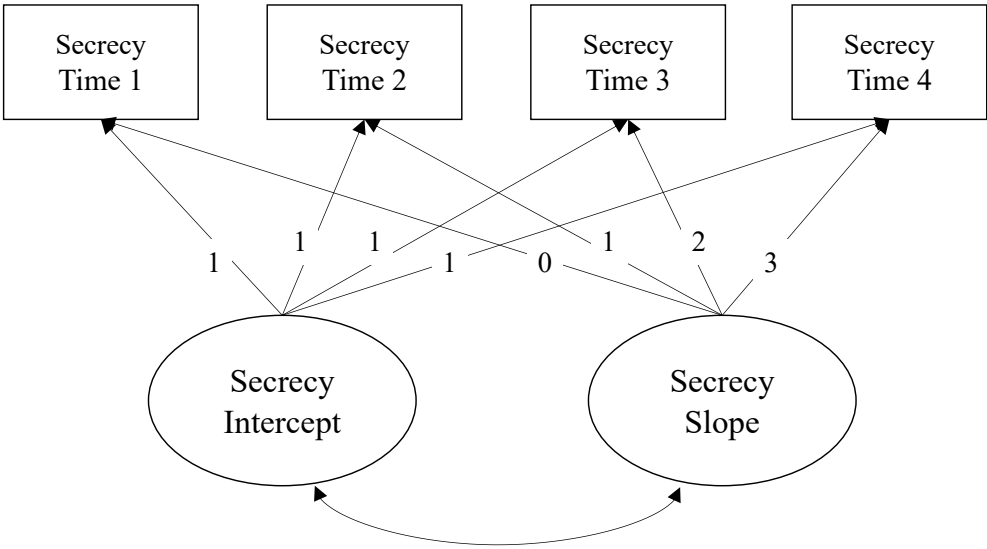 Secrecy
Time 1
Secrecy
Time 2
Secrecy
Time 3
Secrecy
Time 4
1
1
1
1
0
1
2
3
Secrecy
Intercept
Secrecy
Slope